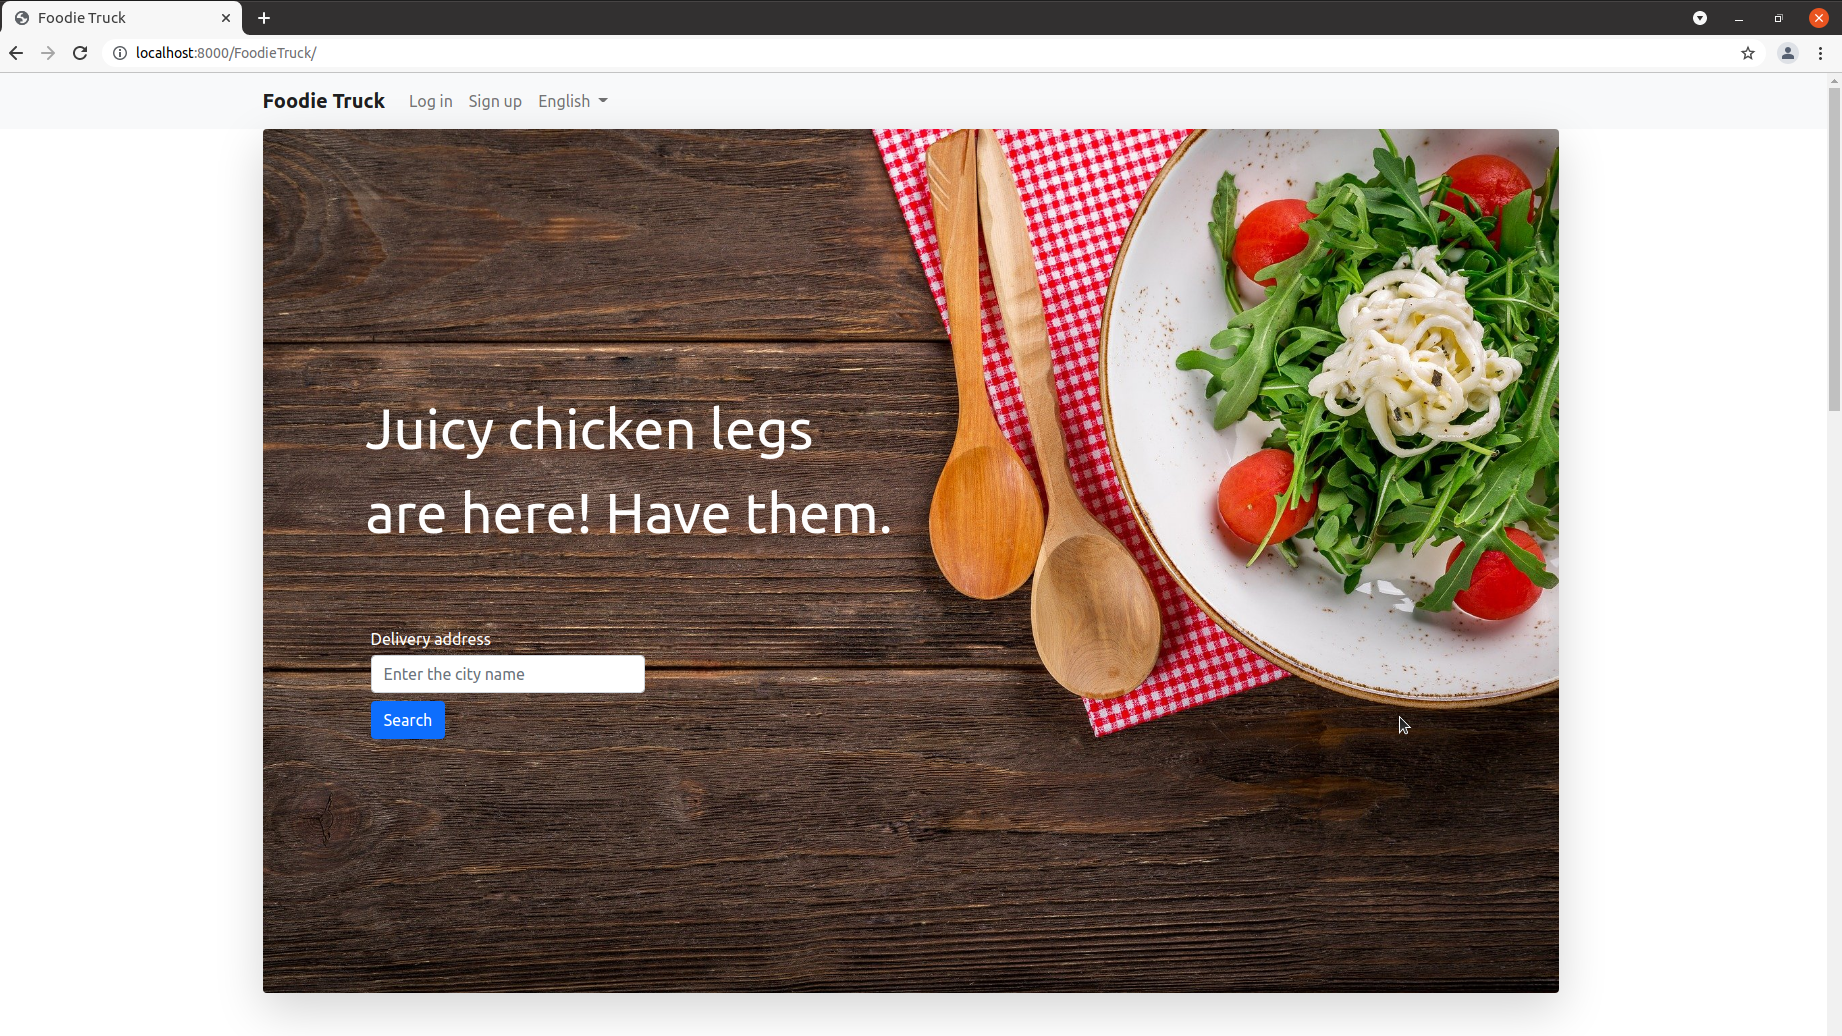 Foodie Truck
localhost:8000/FoodieTruck/
Foodie Truck Log in Sign up English
Juicy chicken legs
are here! Have them.
Delivery address
Enter the city name
Search